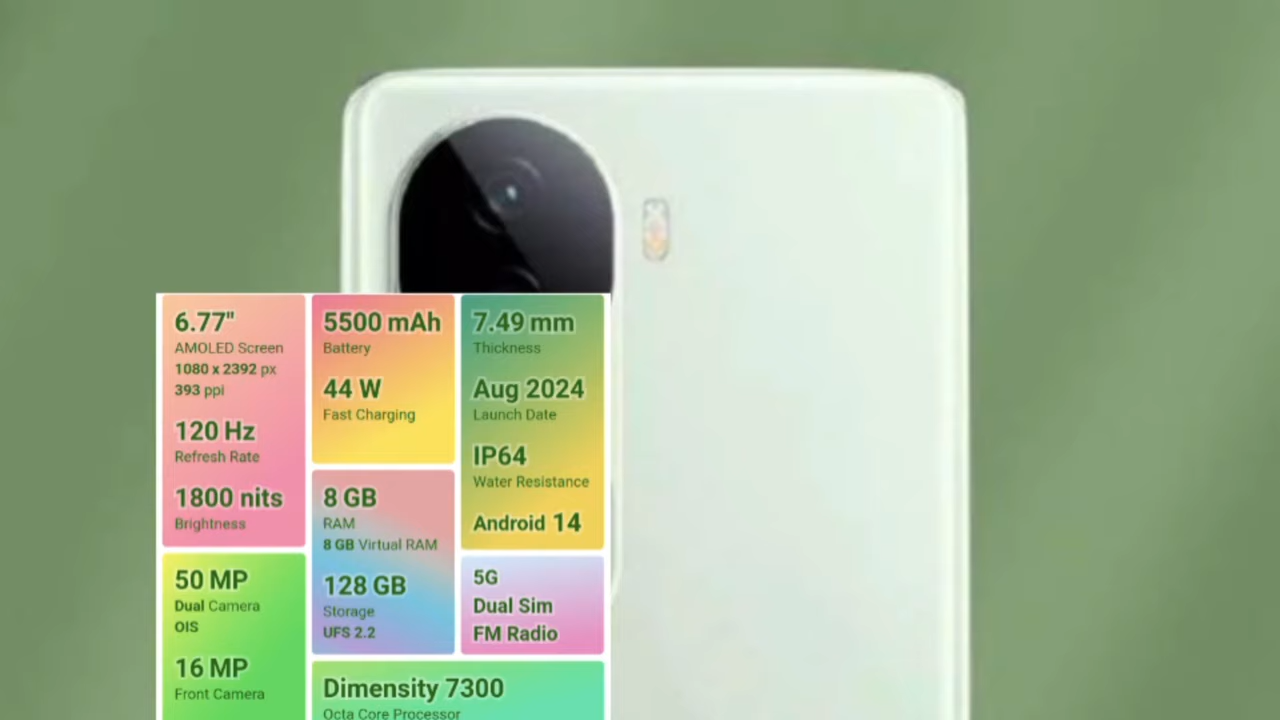 6.77"
AMOLED Screen
1080 x 2392 px
393 ppi
120 Hz
Refresh Rate
1800 nits
Brightness
50 MP
Dual Camera
OIS
16 MP
Front Camera
5500 mAh
Battery
44 W
Fast Charging
8 GB
RAM
8 GB Virtual RAM
128 GB
Storage
UFS 2.2
7.49 mm
Thickness
Aug 2024
Launch Date
IP64
Water Resistance
Android 14
5G
Dual Sim
FM Radio
Dimensity 7300
Octa Core Processor